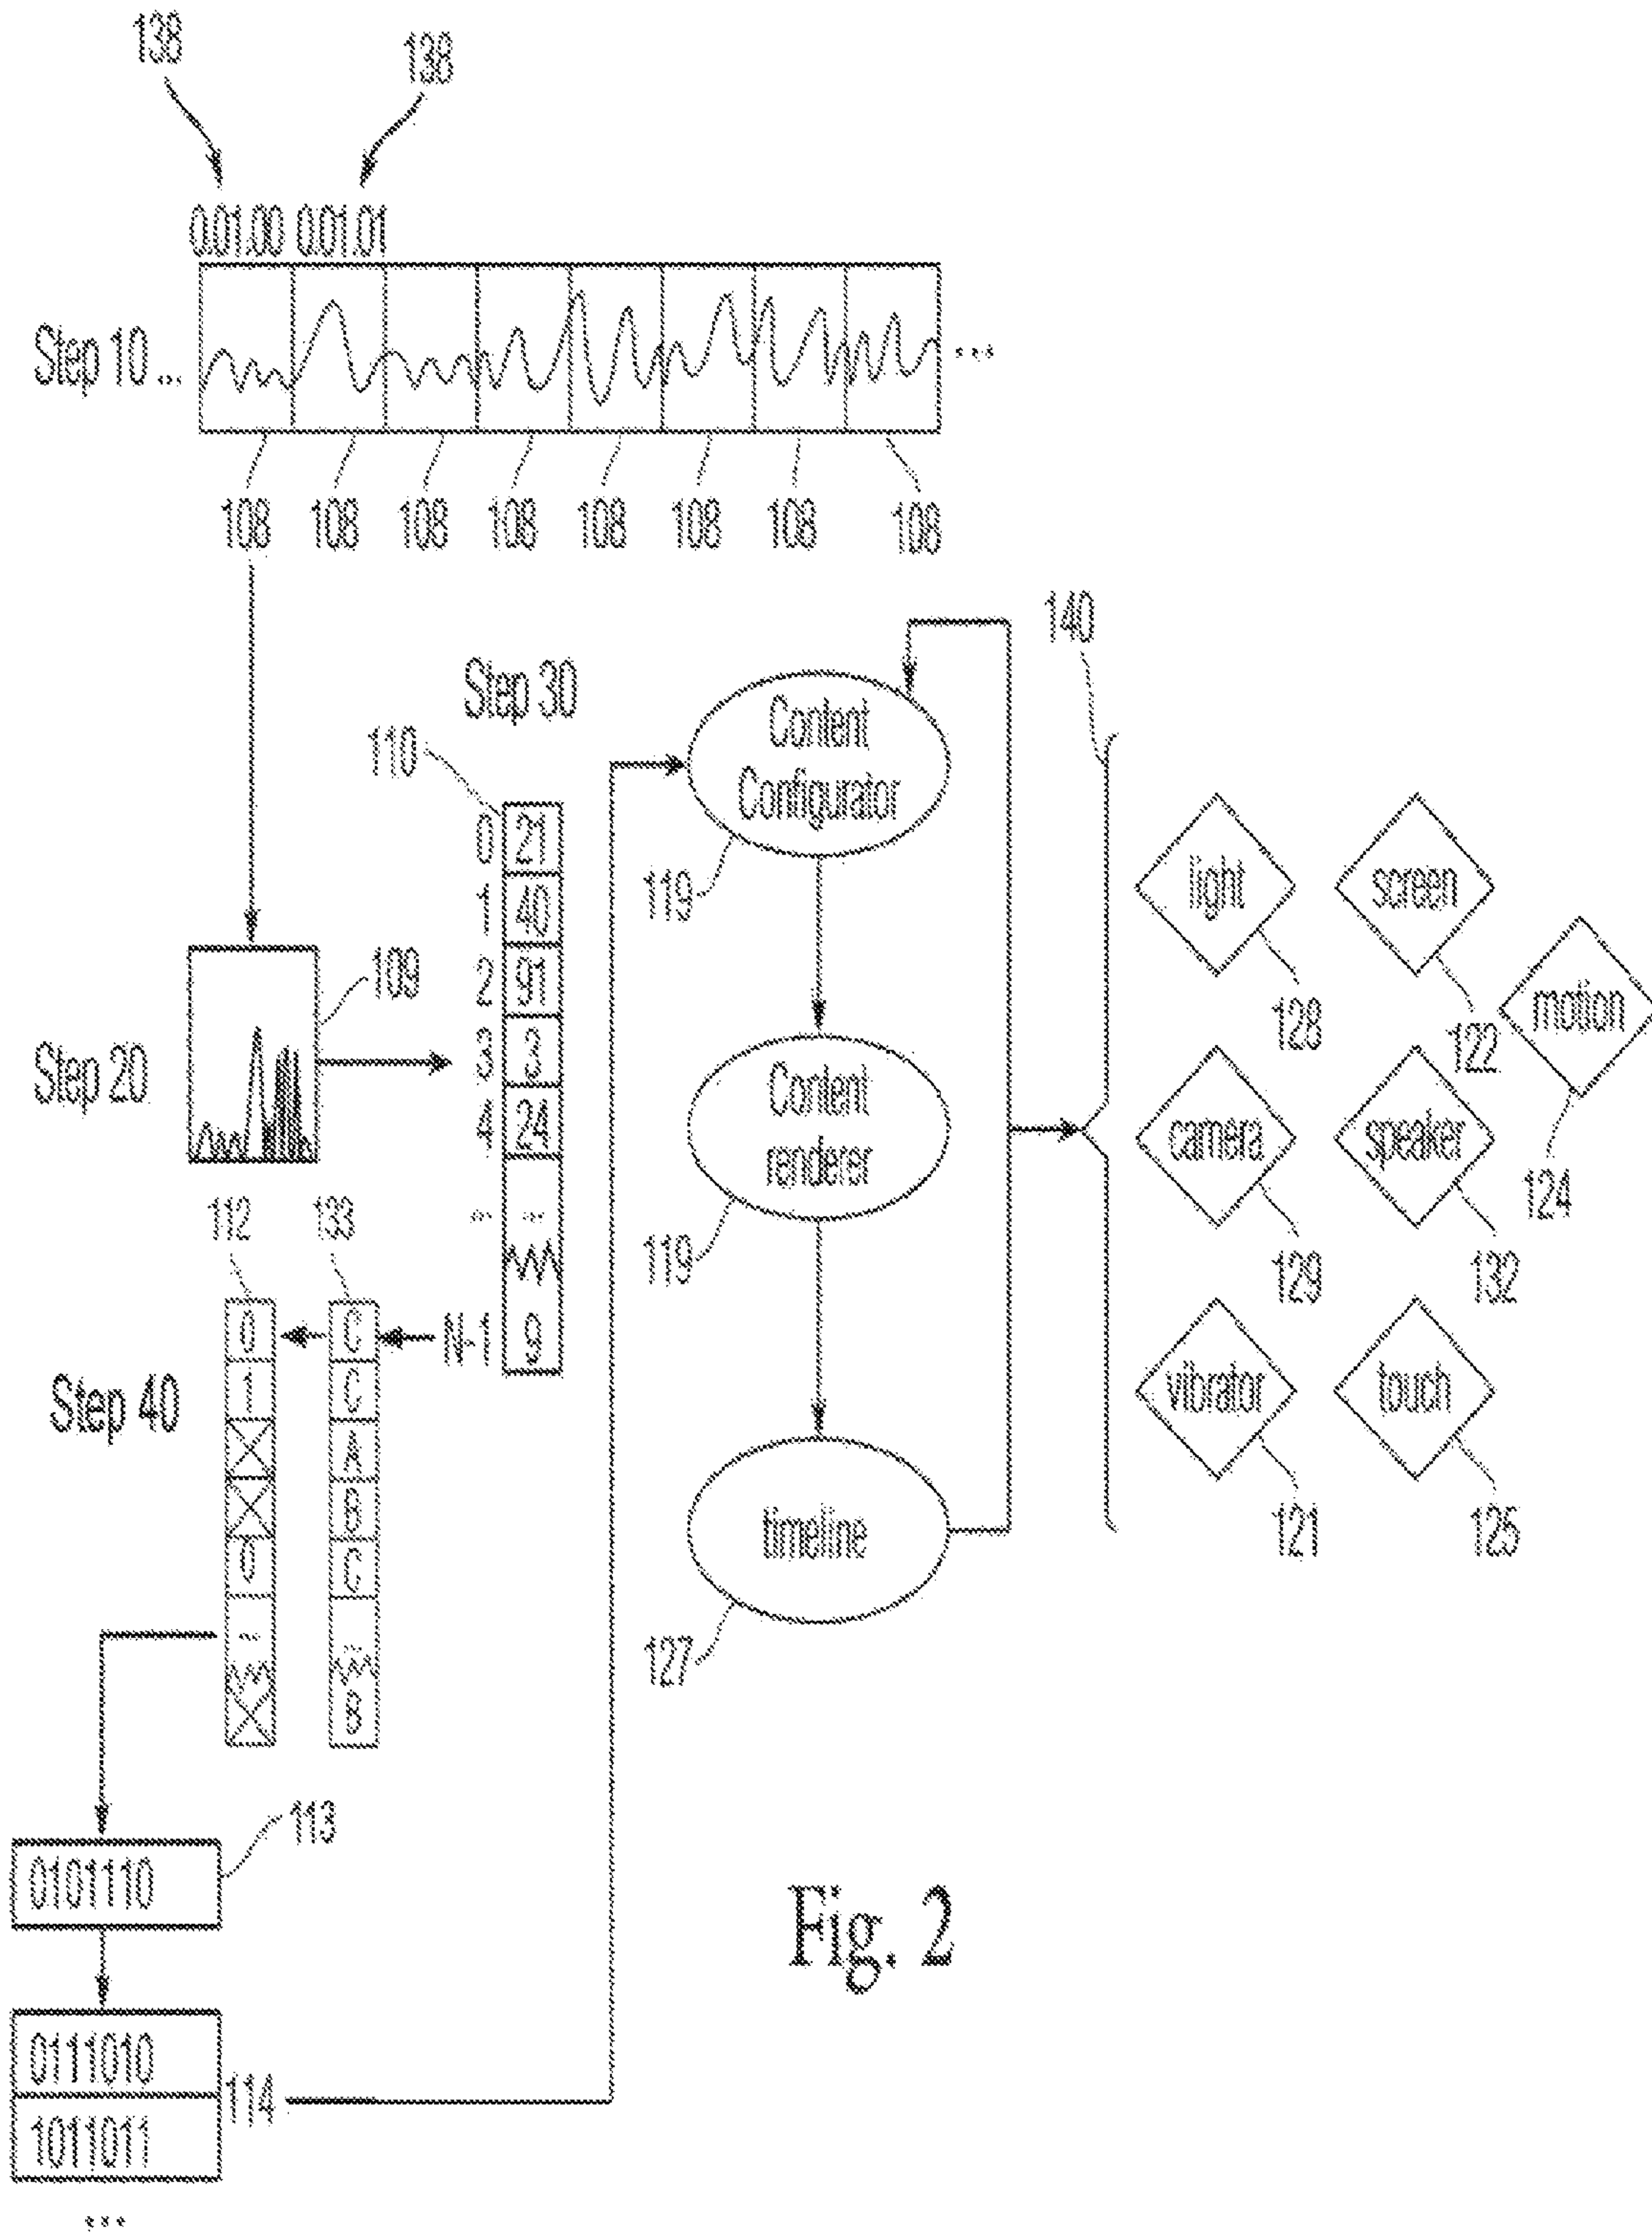 138
138
0.01.00 0.01.01
Step 10 ...
...
108 108 108 108 108 108 108 108
140
Step 30
110
0 21
1 40
2 91
3 3
4 24
... ...
N-1 9
Content
Configurator
119
Content
renderer
119
timeline
127
light
128
screen
122
motion
124
camera
129
speaker
132
vibrator
121
touch
125
Step 20
109
112 133
Step 40
0 C
1 C
X A
X B
0 C
... ...
X B
113
0101110
0111010
114
1011011
...
Fig. 2